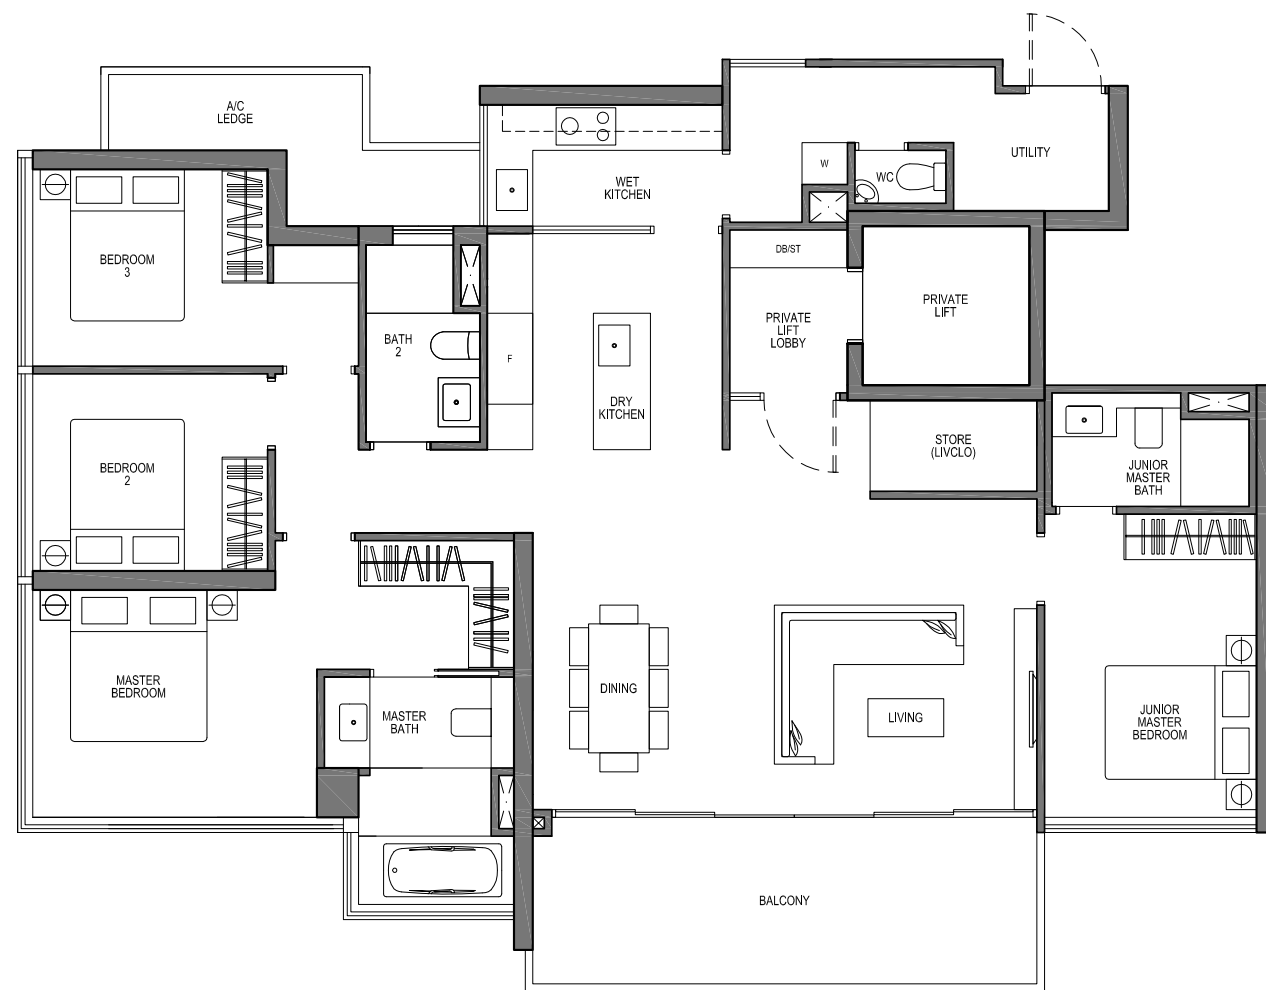 A/C
LEDGE
UTILITY
W
WC
WET
KITCHEN
BEDROOM
3
DB/ST
PRIVATE
LIFT
PRIVATE
LIFT
LOBBY
BATH
2
F
DRY
KITCHEN
STORE
(LIVCLO)
BEDROOM
2
JUNIOR
MASTER
BATH
MASTER
BEDROOM
DINING
MASTER
BATH
LIVING
JUNIOR
MASTER
BEDROOM
BALCONY